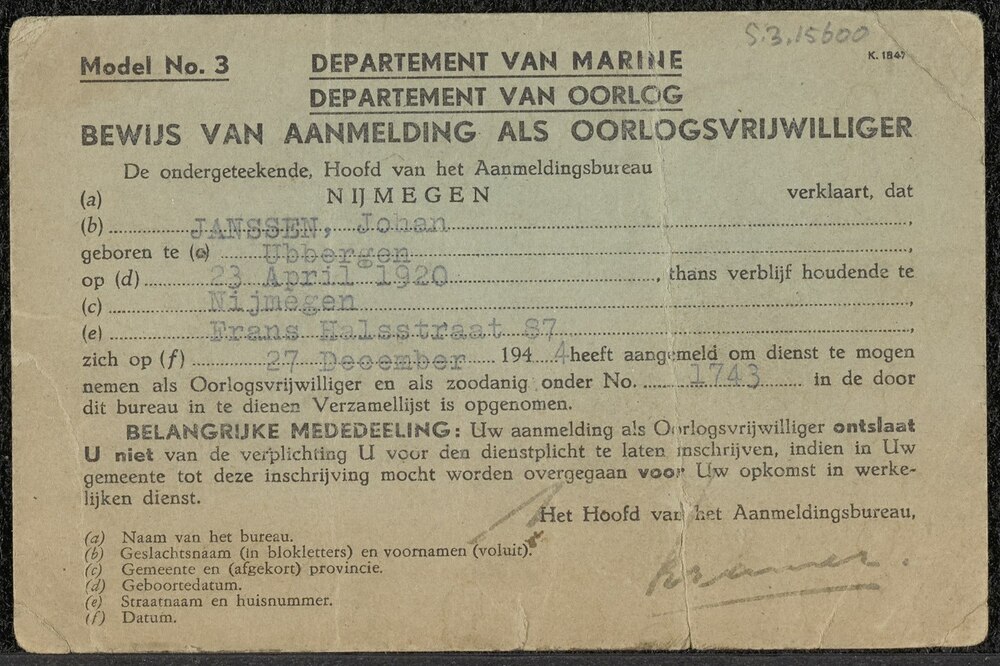 S.3.15600
Model No. 3
DEPARTEMENT VAN MARINE
K. 1847
DEPARTEMENT VAN OORLOG
BEWIJS VAN AANMELDING ALS OORLOGSVRIJWILLIGER
De ondergeteekende, Hoofd van het Aanmeldingsbureau
(a) NIJMEGEN verklaart, dat
(b) JANSSEN, Johan ,
geboren te (c) Ubbergen ,
op (d) 23 April 1920 , thans verblijf houdende te
(c) Nijmegen ,
(e) Frans Halsstraat 87 ,
zich op (f) 27 December 194 4 heeft aangemeld om dienst te mogen
nemen als Oorlogsvrijwilliger en als zoodanig onder No. 1743 in de door
dit bureau in te dienen Verzamellijst is opgenomen.
BELANGRIJKE MEDEDEELING: Uw aanmelding als Oorlogsvrijwilliger ontslaat
U niet van de verplichting U voor den dienstplicht te laten inschrijven, indien in Uw
gemeente tot deze inschrijving mocht worden overgegaan voor Uw opkomst in werke-
lijken dienst.
Het Hoofd van het Aanmeldingsbureau,
(a) Naam van het bureau.
(b) Geslachtsnaam (in blokletters) en voornamen (voluit).
(c) Gemeente en (afgekort) provincie.
(d) Geboortedatum.
(e) Straatnaam en huisnummer.
(f) Datum.
Kramer.